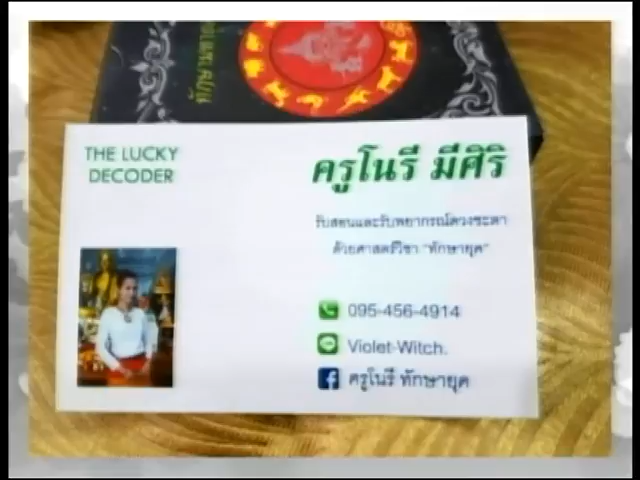 THE LUCKY
DECODER
ครูโนรี มีศิริ
รับสอนและรับพยากรณ์ดวงชะตา
ด้วยศาสตร์วิชา "ทักษายุค"
095-456-4914
Violet-Witch.
ครูโนรี ทักษายุค